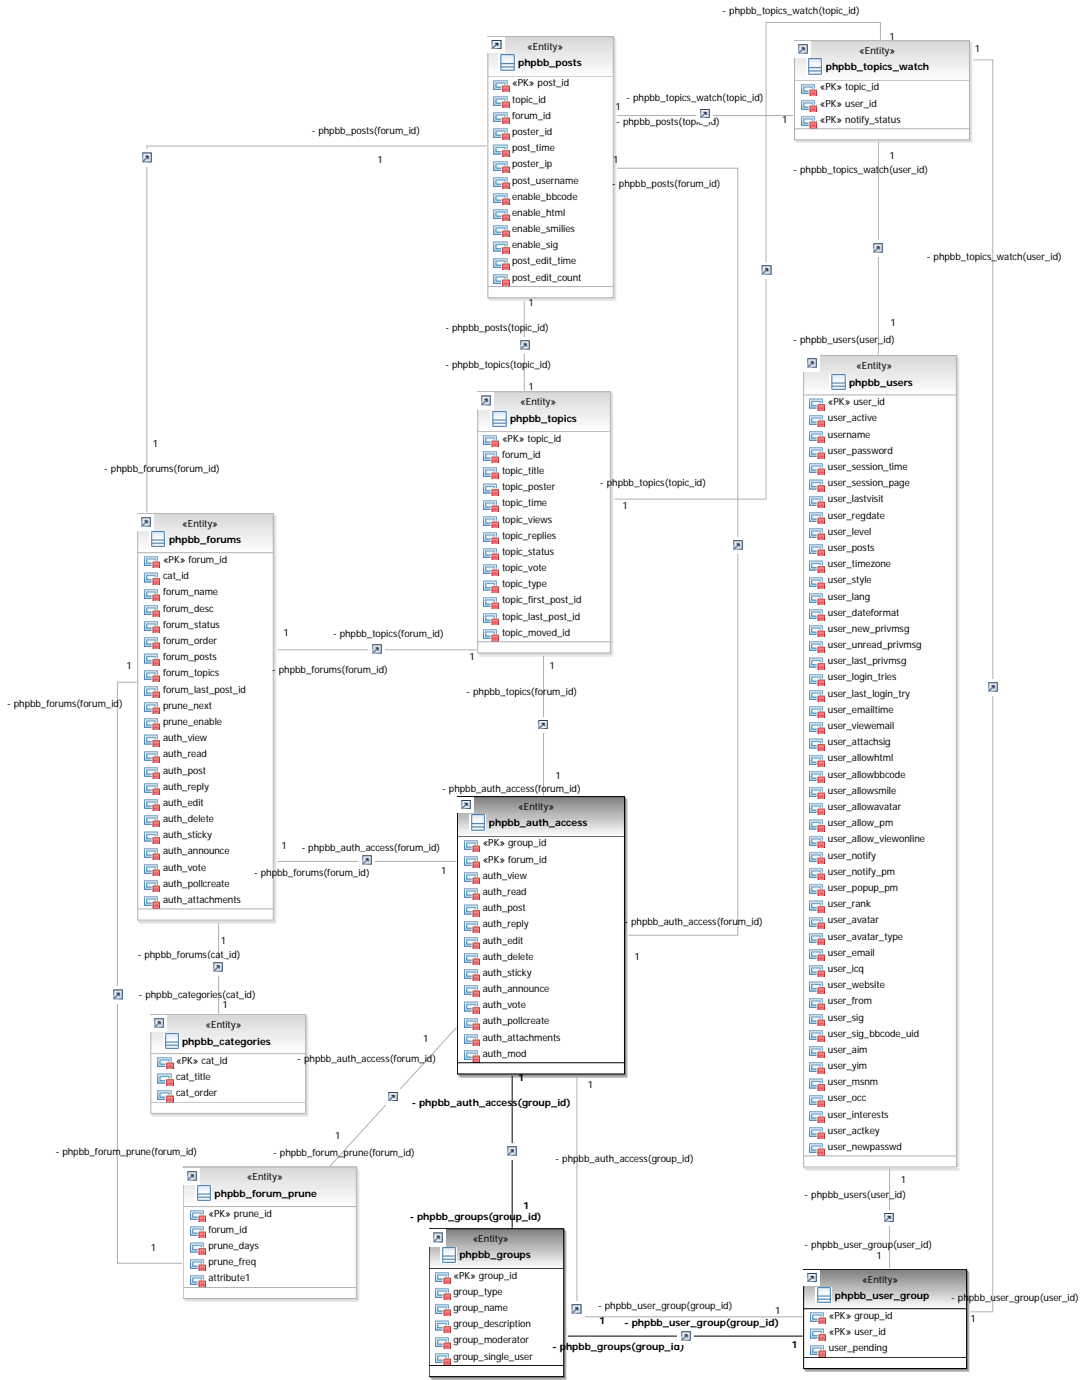 - phpbb_topics_watch(topic_id)
1
1
«Entity»
phpbb_posts
«PK» post_id
topic_id
forum_id
poster_id
post_time
poster_ip
post_username
enable_bbcode
enable_html
enable_smilies
enable_sig
post_edit_time
post_edit_count
«Entity»
phpbb_topics_watch
«PK» topic_id
«PK» user_id
«PK» notify_status
- phpbb_topics_watch(topic_id)
1
1
- phpbb_posts(topic_id)
- phpbb_posts(forum_id)
1
1
- phpbb_posts(forum_id)
1
- phpbb_topics_watch(user_id)
- phpbb_topics_watch(user_id)
1
- phpbb_posts(topic_id)
- phpbb_topics(topic_id)
1
1
- phpbb_users(user_id)
«Entity»
phpbb_users
«PK» user_id
user_active
username
user_password
user_session_time
user_session_page
user_lastvisit
user_regdate
user_level
user_posts
user_timezone
user_style
user_lang
user_dateformat
user_new_privmsg
user_unread_privmsg
user_last_privmsg
user_login_tries
user_last_login_try
user_emailtime
user_viewemail
user_attachsig
user_allowhtml
user_allowbbcode
user_allowsmile
user_allowavatar
user_allow_pm
user_allow_viewonline
user_notify
user_notify_pm
user_popup_pm
user_rank
user_avatar
user_avatar_type
user_email
user_icq
user_website
user_from
user_sig
user_sig_bbcode_uid
user_aim
user_yim
user_msnm
user_occ
user_interests
user_actkey
user_newpasswd
«Entity»
phpbb_topics
«PK» topic_id
forum_id
topic_title
topic_poster
topic_time
topic_views
topic_replies
topic_status
topic_vote
topic_type
topic_first_post_id
topic_last_post_id
topic_moved_id
- phpbb_topics(topic_id)
1
1
- phpbb_forums(forum_id)
«Entity»
phpbb_forums
«PK» forum_id
cat_id
forum_name
forum_desc
forum_status
forum_order
forum_posts
forum_topics
forum_last_post_id
prune_next
prune_enable
auth_view
auth_read
auth_post
auth_reply
auth_edit
auth_delete
auth_sticky
auth_announce
auth_vote
auth_pollcreate
auth_attachments
1
- phpbb_topics(forum_id)
1
- phpbb_forums(forum_id)
1
- phpbb_forums(forum_id)
1
- phpbb_topics(forum_id)
1
- phpbb_auth_access(forum_id)
«Entity»
phpbb_auth_access
«PK» group_id
«PK» forum_id
auth_view
auth_read
auth_post
auth_reply
auth_edit
auth_delete
auth_sticky
auth_announce
auth_vote
auth_pollcreate
auth_attachments
auth_mod
1
- phpbb_auth_access(forum_id)
1
- phpbb_forums(forum_id)
- phpbb_auth_access(forum_id)
1
1
- phpbb_forums(cat_id)
- phpbb_categories(cat_id)
1
«Entity»
phpbb_categories
«PK» cat_id
cat_title
cat_order
1
- phpbb_auth_access(forum_id)
1
- phpbb_forum_prune(forum_id)
- phpbb_forum_prune(forum_id)
1
«Entity»
phpbb_forum_prune
«PK» prune_id
forum_id
prune_days
prune_freq
attribute1
1
- phpbb_auth_access(group_id)
1
- phpbb_auth_access(group_id)
1
- phpbb_groups(group_id)
«Entity»
phpbb_groups
«PK» group_id
group_type
group_name
group_description
group_moderator
group_single_user
1
- phpbb_users(user_id)
- phpbb_user_group(user_id)
1
«Entity»
phpbb_user_group
«PK» group_id
«PK» user_id
user_pending
- phpbb_user_group(user_id)
1
- phpbb_user_group(group_id)
1
1
- phpbb_user_group(group_id)
- phpbb_groups(group_id)
1